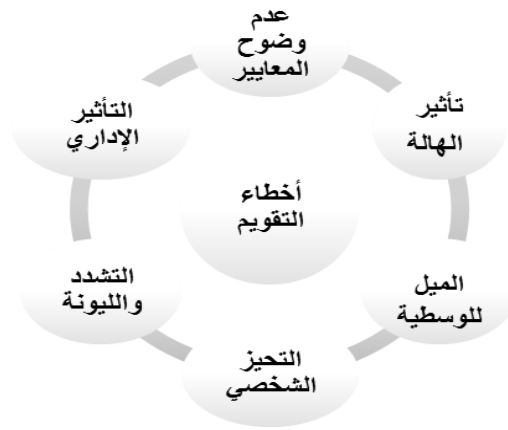 عدم
وضوح
المعايير
تأثير
الهالة
الميل
للوسطية
التحيز
الشخصي
التشدد
والليونة
التأثير
الإداري
أخطاء
التقويم